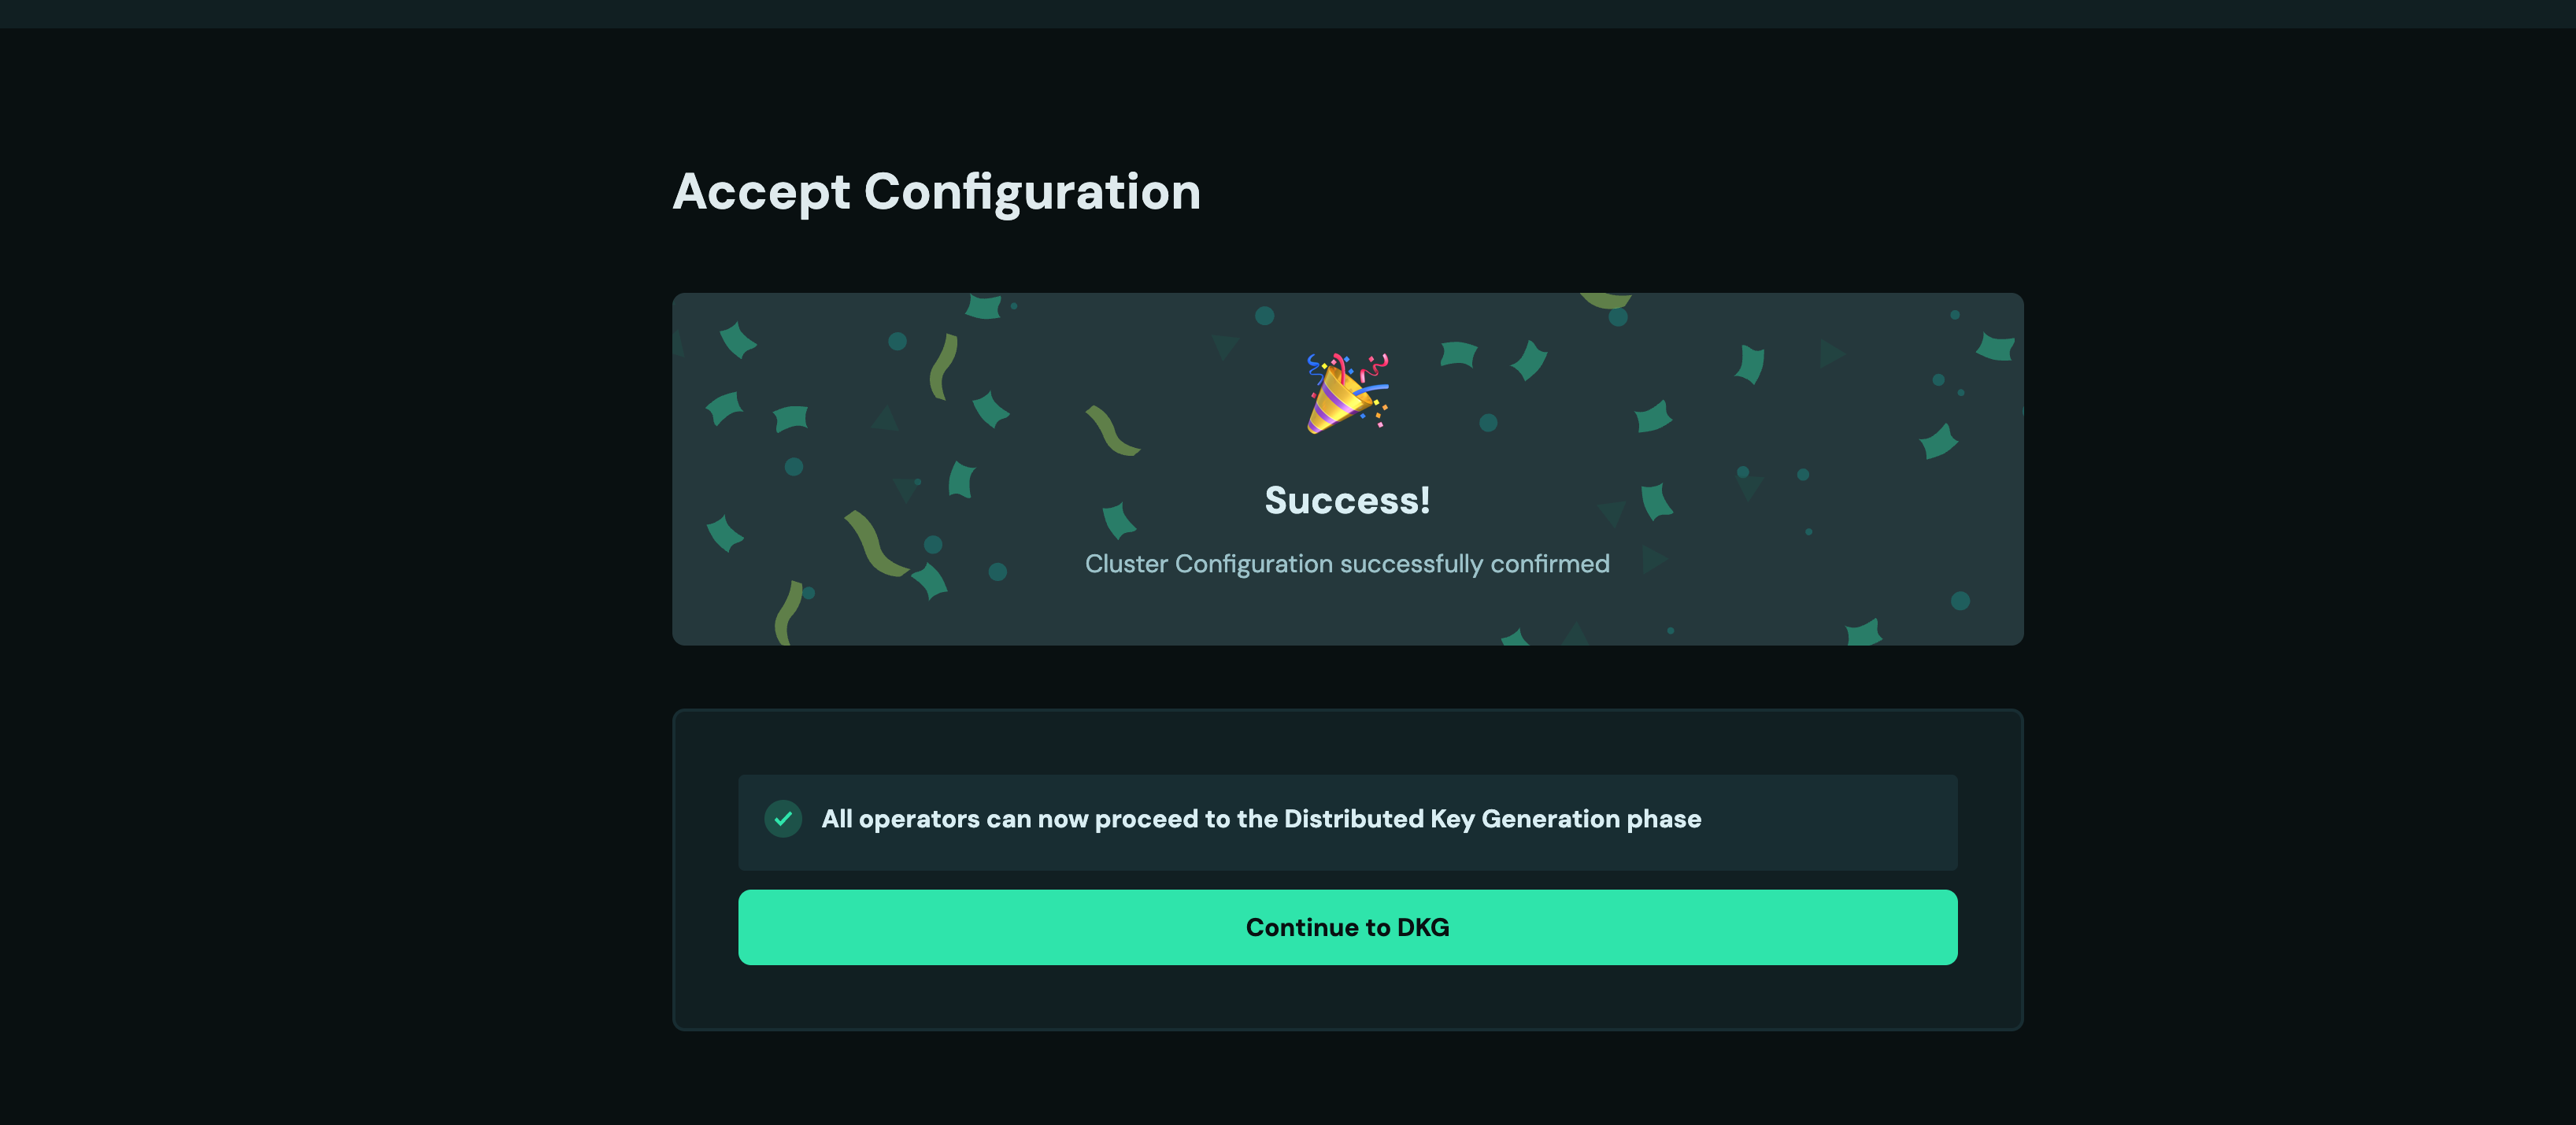 Accept Configuration
Success!
Cluster Configuration successfully confirmed
All operators can now proceed to the Distributed Key Generation phase
Continue to DKG